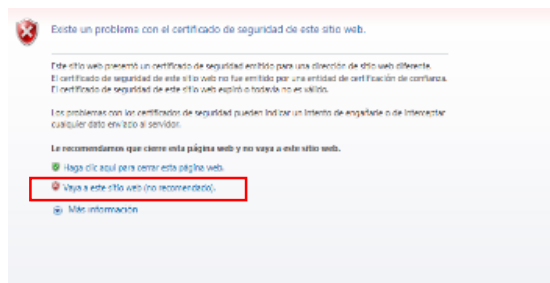 Existe un problema con el certificado de seguridad de este sitio web.
Este sitio web presentó un certificado de seguridad emitido para una dirección de sitio web diferente.
El certificado de seguridad de este sitio web no fue emitido por una entidad de certificación de confianza.
El certificado de seguridad de este sitio web expiró o todavía no es válido.
Los problemas con los certificados de seguridad pueden indicar un intento de engañarle o de interceptar
cualquier dato enviado al servidor.
Le recomendamos que cierre esta página web y no vaya a este sitio web.
Haga clic aquí para cerrar esta página web.
Vaya a este sitio web (no recomendado).
Más información